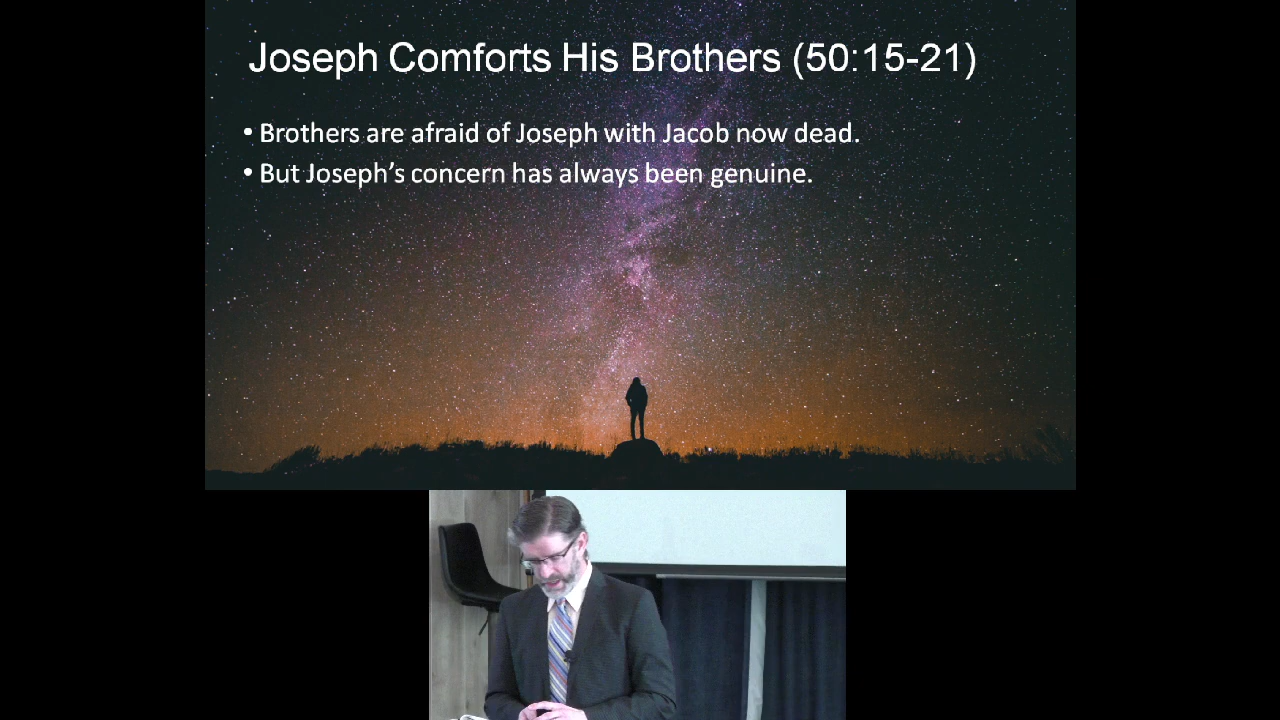 Joseph Comforts His Brothers (50:15-21)
• Brothers are afraid of Joseph with Jacob now dead.
• But Joseph’s concern has always been genuine.